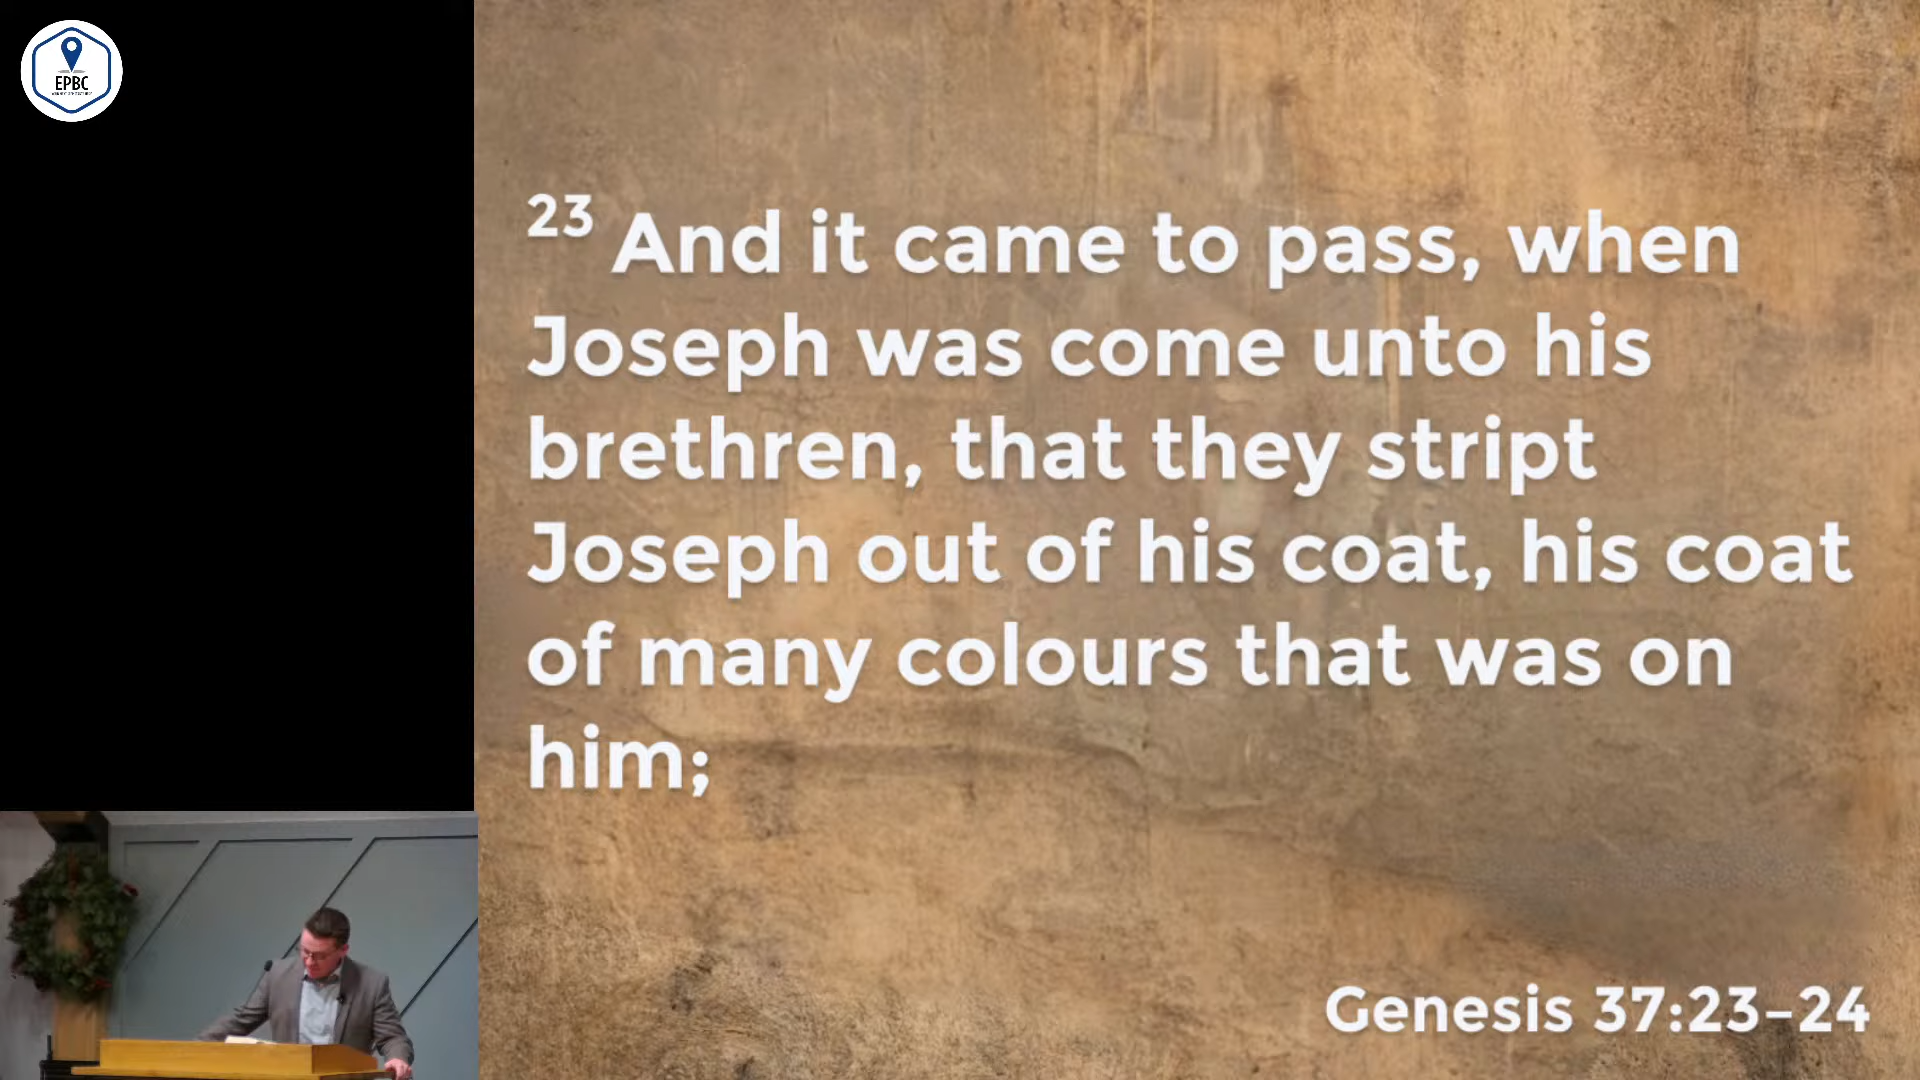 EPBC
23 And it came to pass, when
Joseph was come unto his
brethren, that they stript
Joseph out of his coat, his coat
of many colours that was on
him;
Genesis 37:23–24